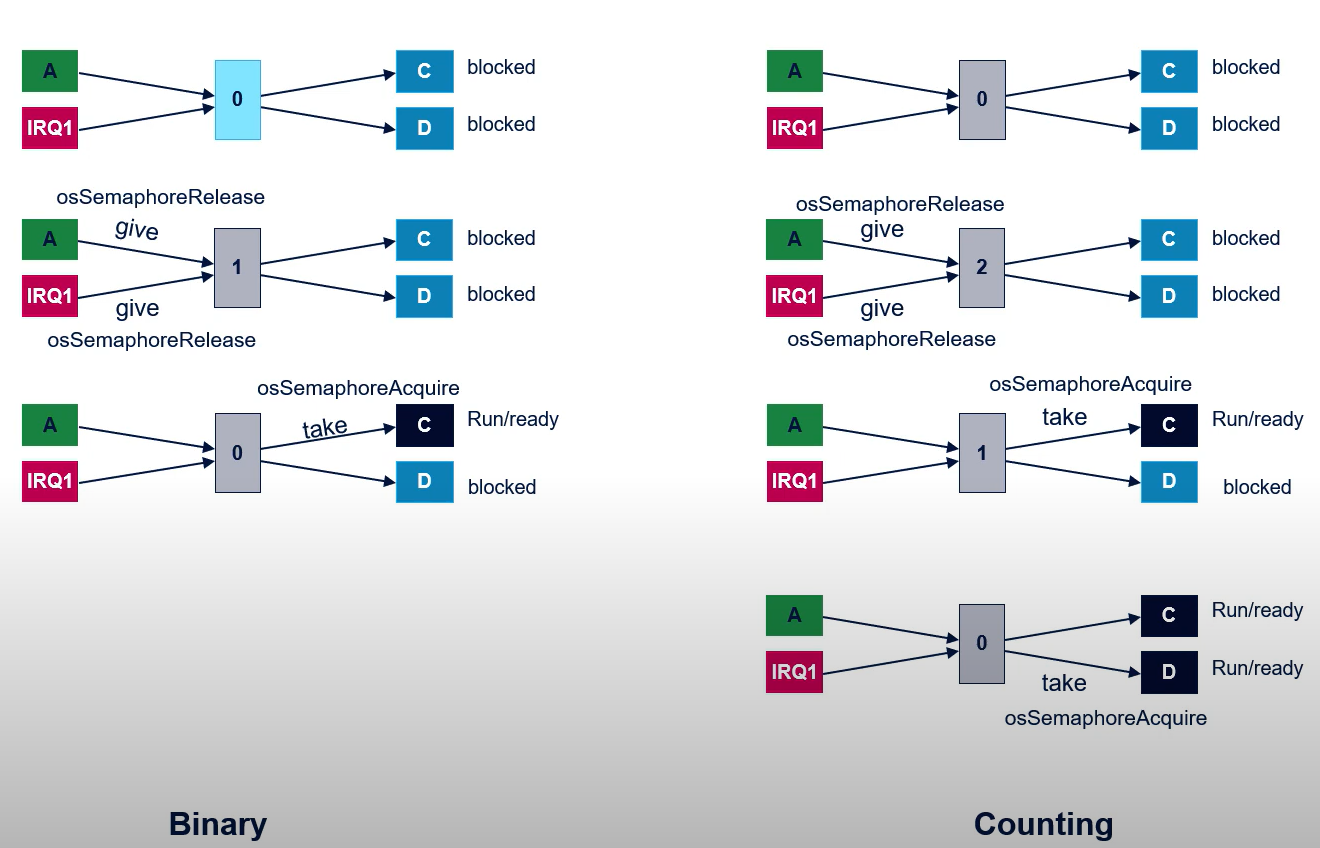 A
0
C
blocked
IRQ1
D
blocked
osSemaphoreRelease
A
give
1
C
blocked
IRQ1
give
D
blocked
osSemaphoreRelease
osSemaphoreAcquire
A
0
take
C
Run/ready
IRQ1
D
blocked
Binary
A
0
C
blocked
IRQ1
D
blocked
osSemaphoreRelease
A
give
2
C
blocked
IRQ1
give
D
blocked
osSemaphoreRelease
osSemaphoreAcquire
A
1
take
C
Run/ready
IRQ1
D
blocked
A
0
C
Run/ready
IRQ1
take
D
Run/ready
osSemaphoreAcquire
Counting